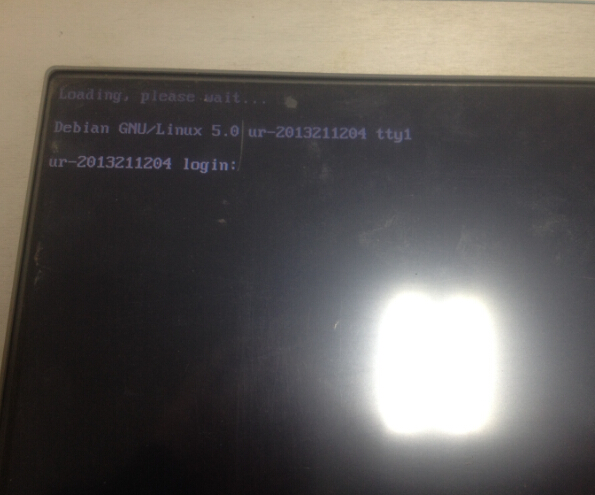 Loading, please wait...
Debian GNU/Linux 5.0 ur-2013211204 tty1
ur-2013211204 login: